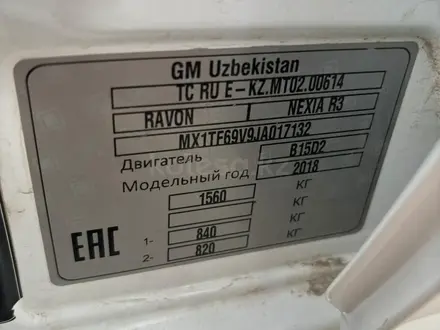 GM Uzbekistan
TC RU E-KZ.MT02.00614
RAVON NEXIA R3
MX1TF69V9JA017132
Двигатель B15D2
Модельный год 2018
1560 КГ
КГ
1- 840 КГ
2- 820 КГ
EAC